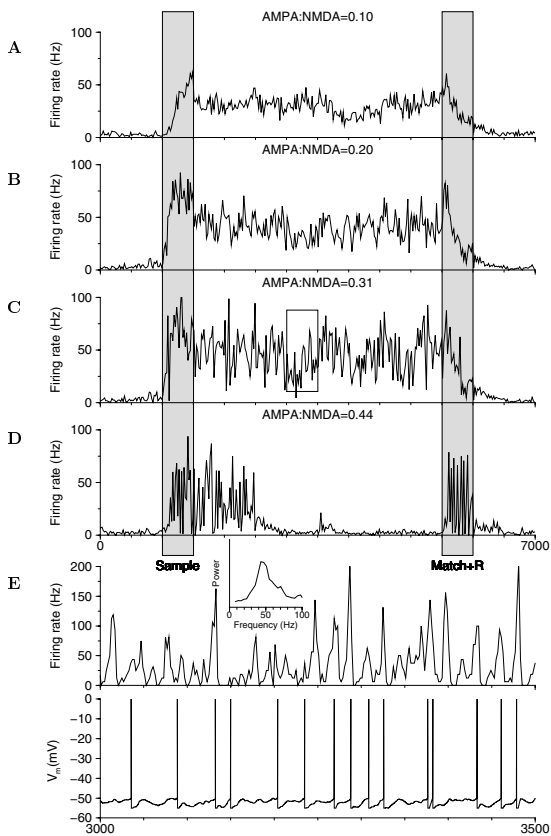 AMPA:NMDA=0.10
A
Firing rate (Hz)
100
50
0
AMPA:NMDA=0.20
B
Firing rate (Hz)
100
50
0
AMPA:NMDA=0.31
C
Firing rate (Hz)
100
50
0
AMPA:NMDA=0.44
D
Firing rate (Hz)
100
50
0
0 7000
Sample Match+R
E
Firing rate (Hz)
200
150
100
50
0
Power
0 50 100
Frequency (Hz)
Vm(mV)
0
−10
−20
−30
−40
−50
−60
3000 3500